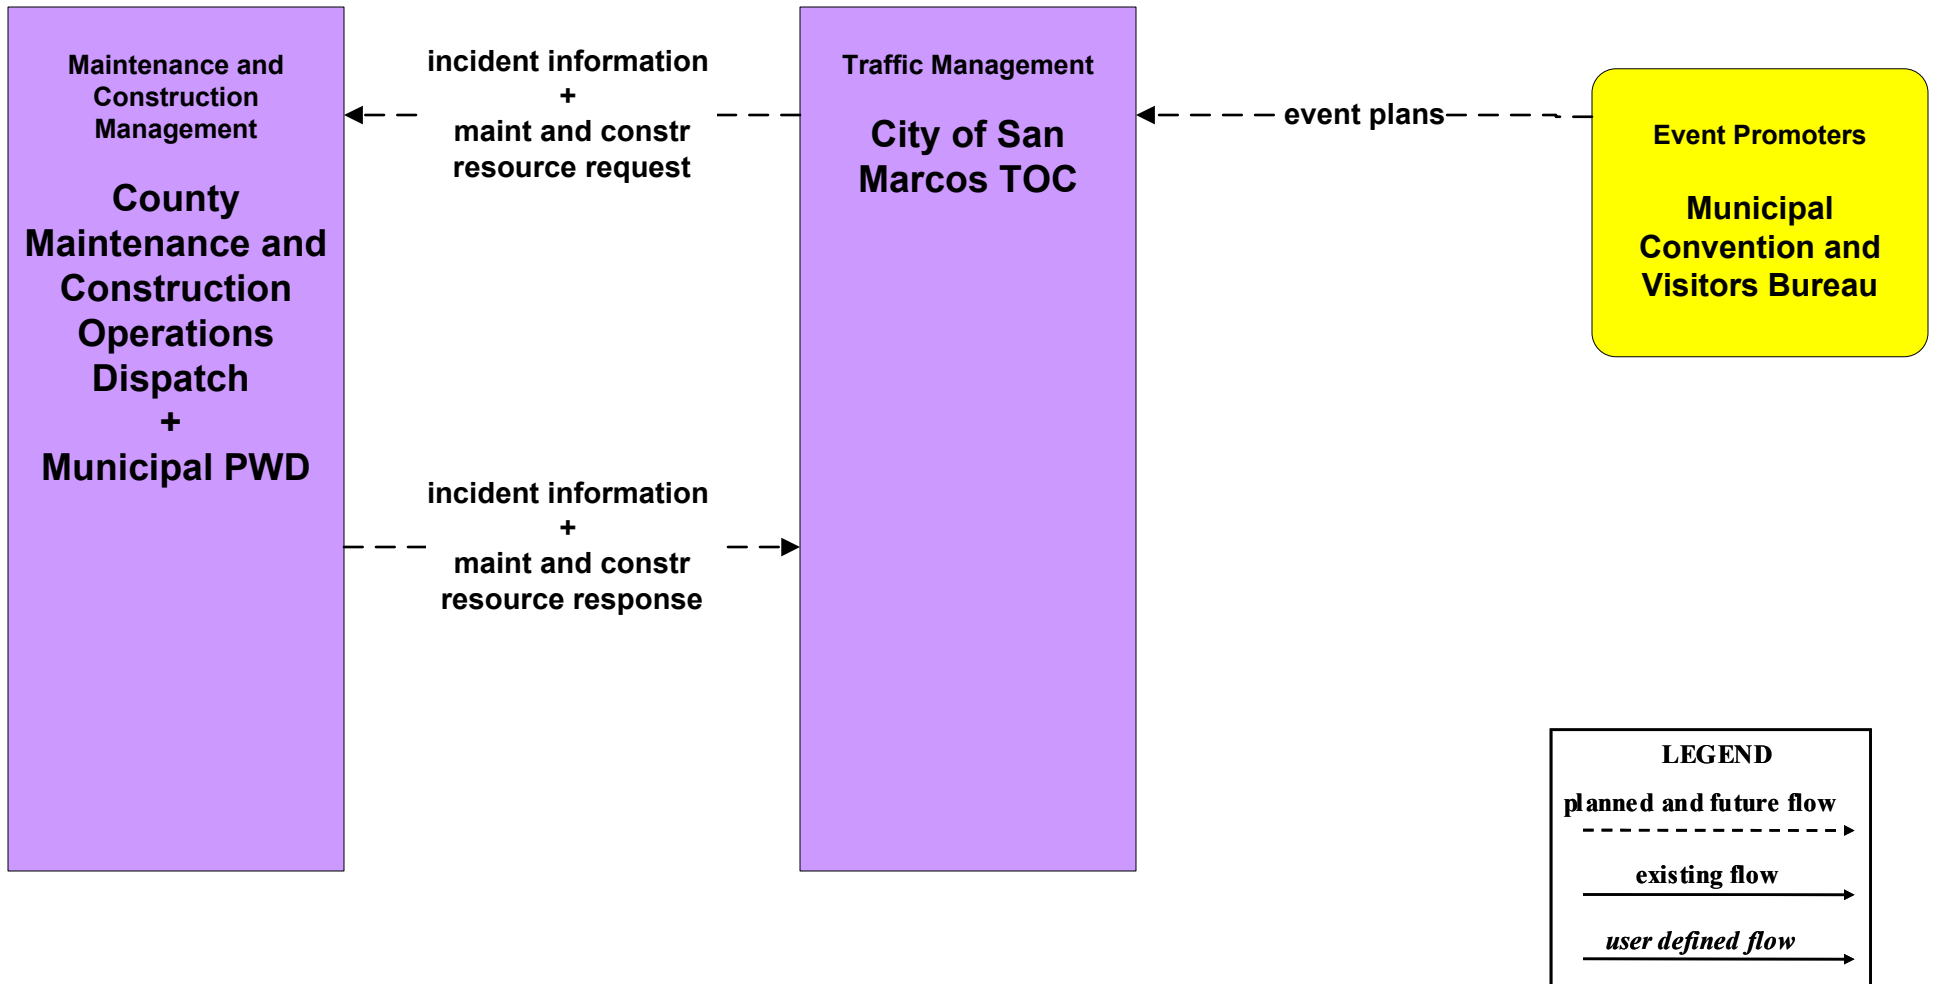 Maintenance and
Construction
Management
County
Maintenance and
Construction
Operations
Dispatch
+
Municipal PWD
incident information
+
maint and constr
resource request
incident information
+
maint and constr
resource response
Traffic Management
City of San
Marcos TOC
event plans
Event Promoters
Municipal
Convention and
Visitors Bureau
LEGEND
planned and future flow
existing flow
user defined flow